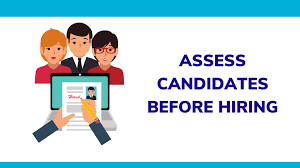 ASSESS
CANDIDATES
BEFORE HIRING